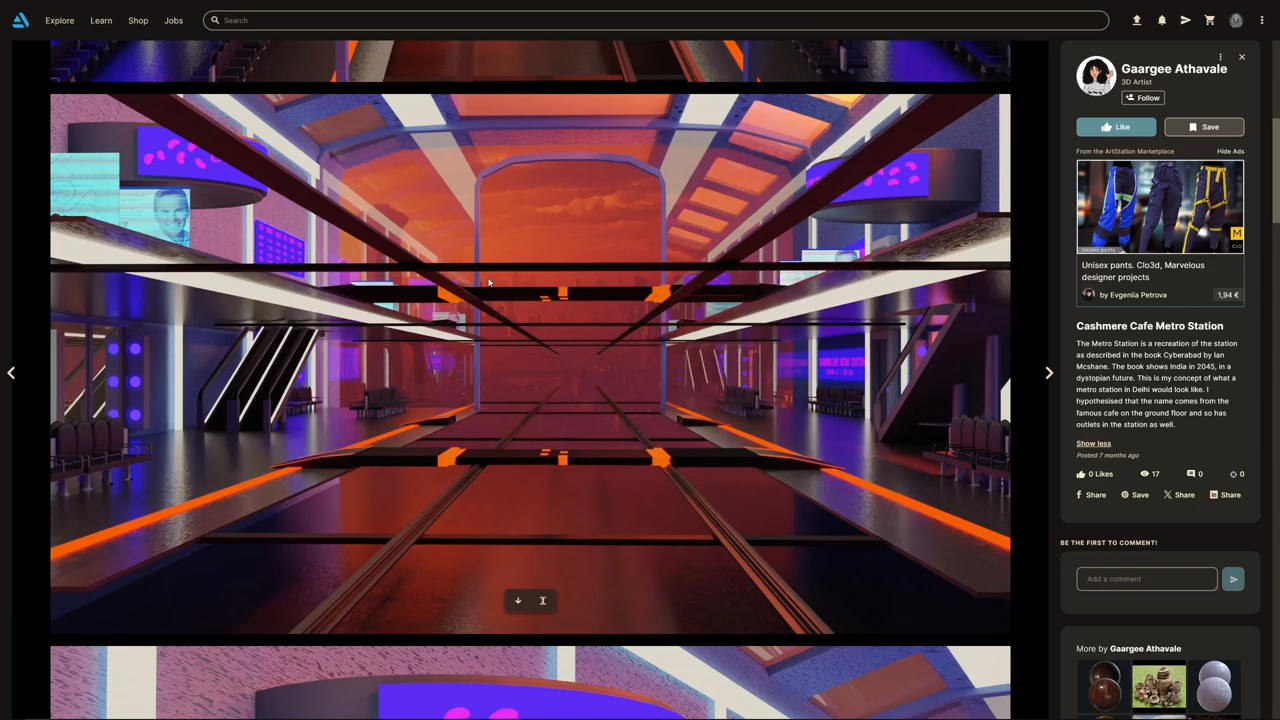 Explore
Learn
Shop
Jobs
Search
Gaargee Athavale
3D Artist
Follow
Like
Save
From the ArtStation Marketplace
Hide Ads
Unisex pants
M
CLO
Unisex pants. Clo3d, Marvelous
designer projects
by Evgeniia Petrova
1,94 €
Cashmere Cafe Metro Station
The Metro Station is a recreation of the station
as described in the book Cyberabad by Ian
Mcshane. The book shows India in 2045, in a
dystopian future. This is my concept of what a
metro station in Delhi would look like. I
hypothesised that the name comes from the
famous cafe on the ground floor and so has
outlets in the station as well.
Show less
Posted 7 months ago
0 Likes
17
0
0
Share
Save
Share
Share
BE THE FIRST TO COMMENT!
Add a comment
More by Gaargee Athavale